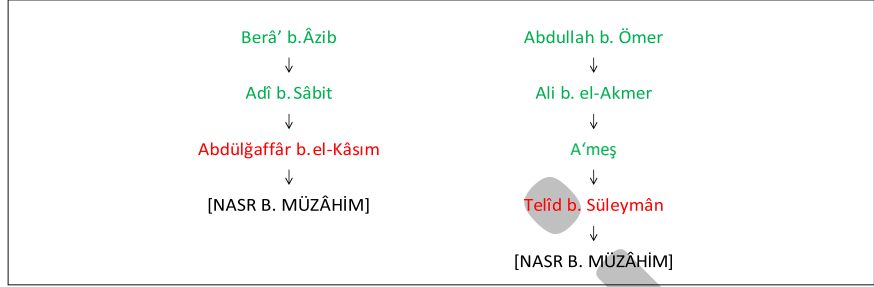 Berâ’ b. Âzib
Adî b. Sâbit
Abdülğaffâr b. el-Kâsım
[NASR B. MÜZÂHİM]
Abdullah b. Ömer
Ali b. el-Akmer
A‘meş
Telîd b. Süleymân
[NASR B. MÜZÂHİM]